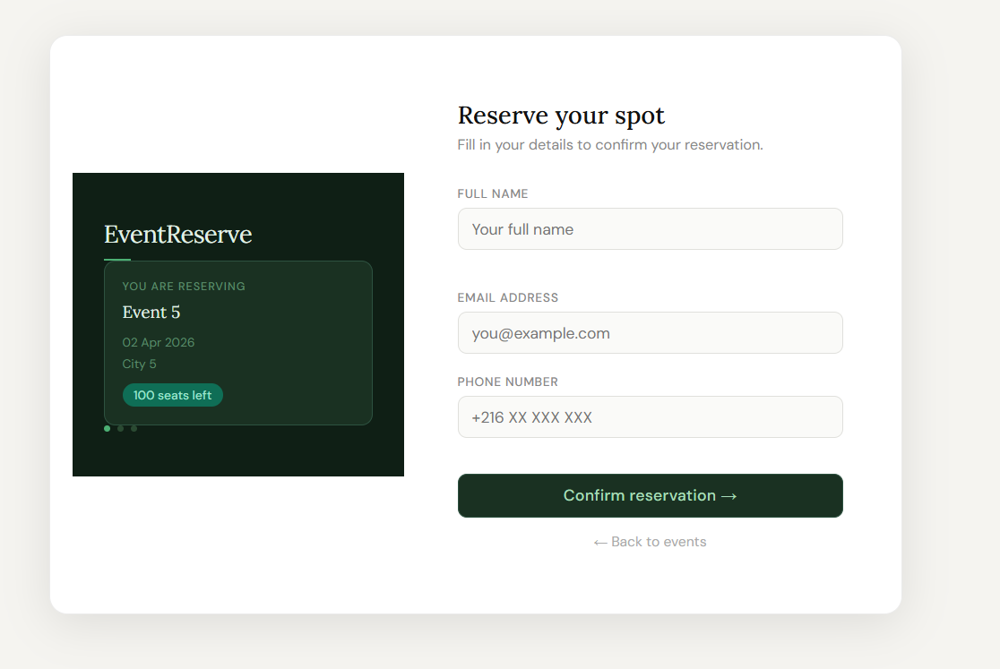 EventReserve
YOU ARE RESERVING
Event 5
02 Apr 2026
City 5
100 seats left
Reserve your spot
Fill in your details to confirm your reservation.
FULL NAME
Your full name
EMAIL ADDRESS
you@example.com
PHONE NUMBER
+216 XX XXX XXX
Confirm reservation →
← Back to events